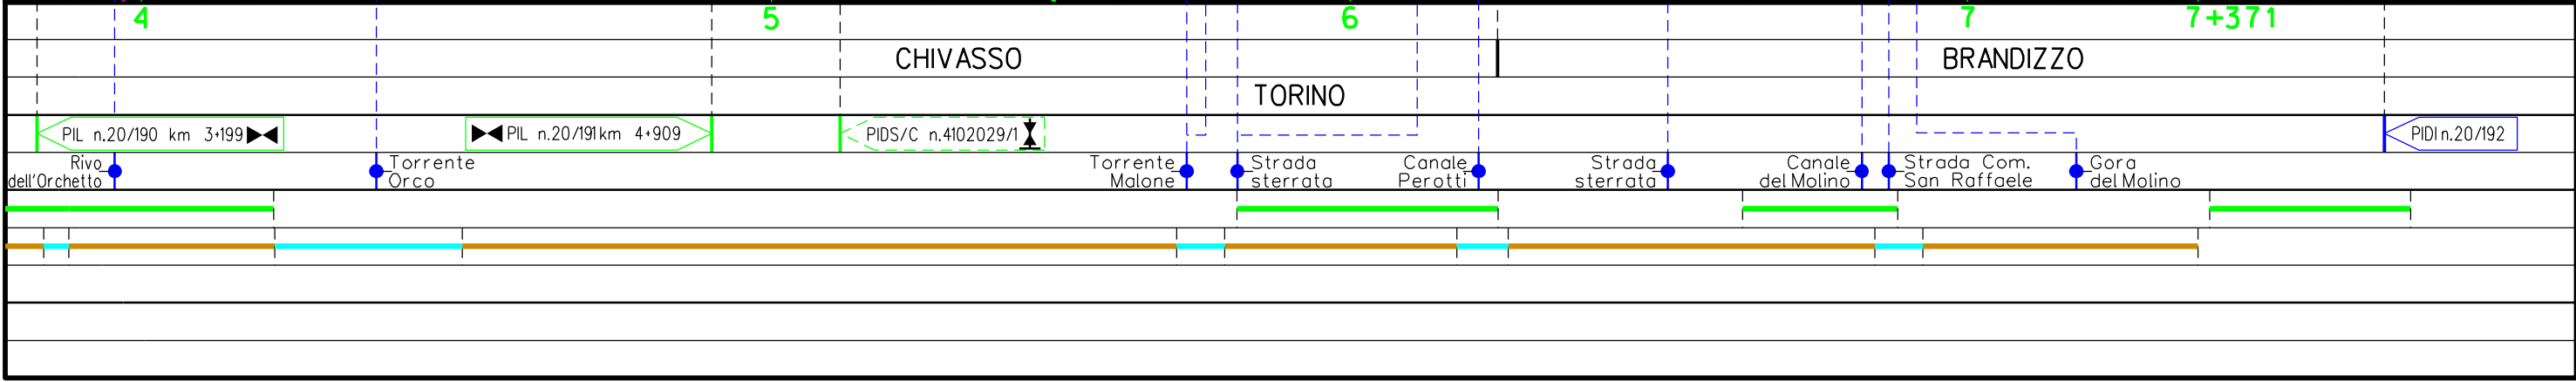 4 5 6 7 7+371
CHIVASSO BRANDIZZO
TORINO
PIL n.20/190 km 3+199 PIL n.20/191km 4+909 PIDS/C n.4102029/1 PIDI n.20/192
Rivo Torrente Torrente Strada Canale Strada Canale Strada Com. Gora
dell'Orchetto Orco Malone sterrata Perotti sterrata del Molino San Raffaele del Molino